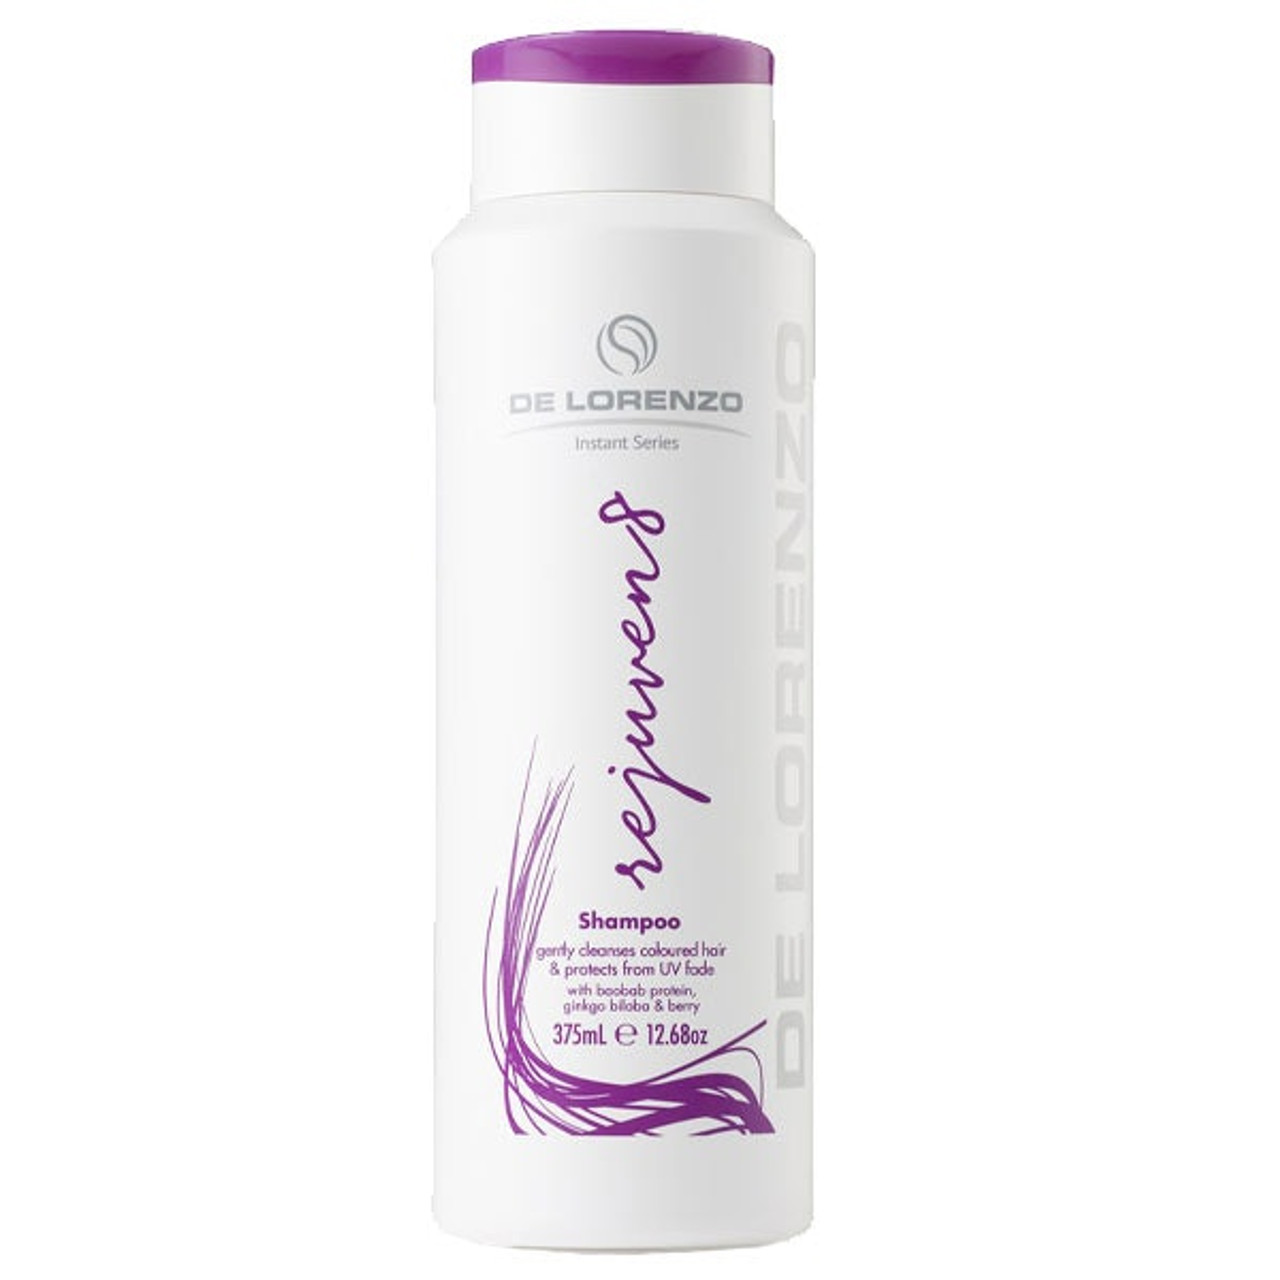 DE LORENZO
Instant Series
rejuven8
Shampoo
gently cleanses coloured hair
& protects from UV fade
with baobab protein,
ginkgo biloba & berry
375mL ℮ 12.68oz
DE LORENZO